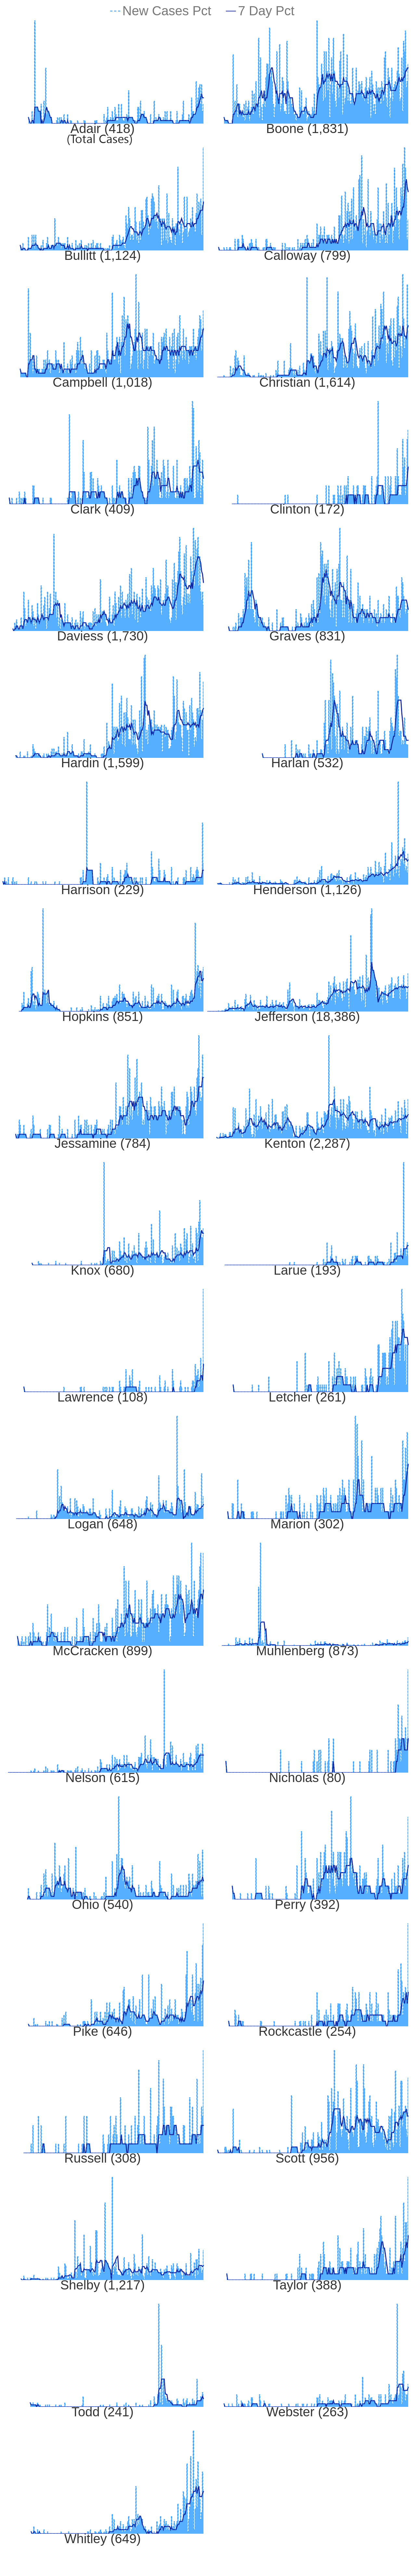 New Cases Pct 7 Day Pct
Adair (418) Boone (1,831)
(Total Cases)
Bullitt (1,124) Calloway (799)
Campbell (1,018) Christian (1,614)
Clark (409) Clinton (172)
Daviess (1,730) Graves (831)
Hardin (1,599) Harlan (532)
Harrison (229) Henderson (1,126)
Hopkins (851) Jefferson (18,386)
Jessamine (784) Kenton (2,287)
Knox (680) Larue (193)
Lawrence (108) Letcher (261)
Logan (648) Marion (302)
McCracken (899) Muhlenberg (873)
Nelson (615) Nicholas (80)
Ohio (540) Perry (392)
Pike (646) Rockcastle (254)
Russell (308) Scott (956)
Shelby (1,217) Taylor (388)
Todd (241) Webster (263)
Whitley (649)